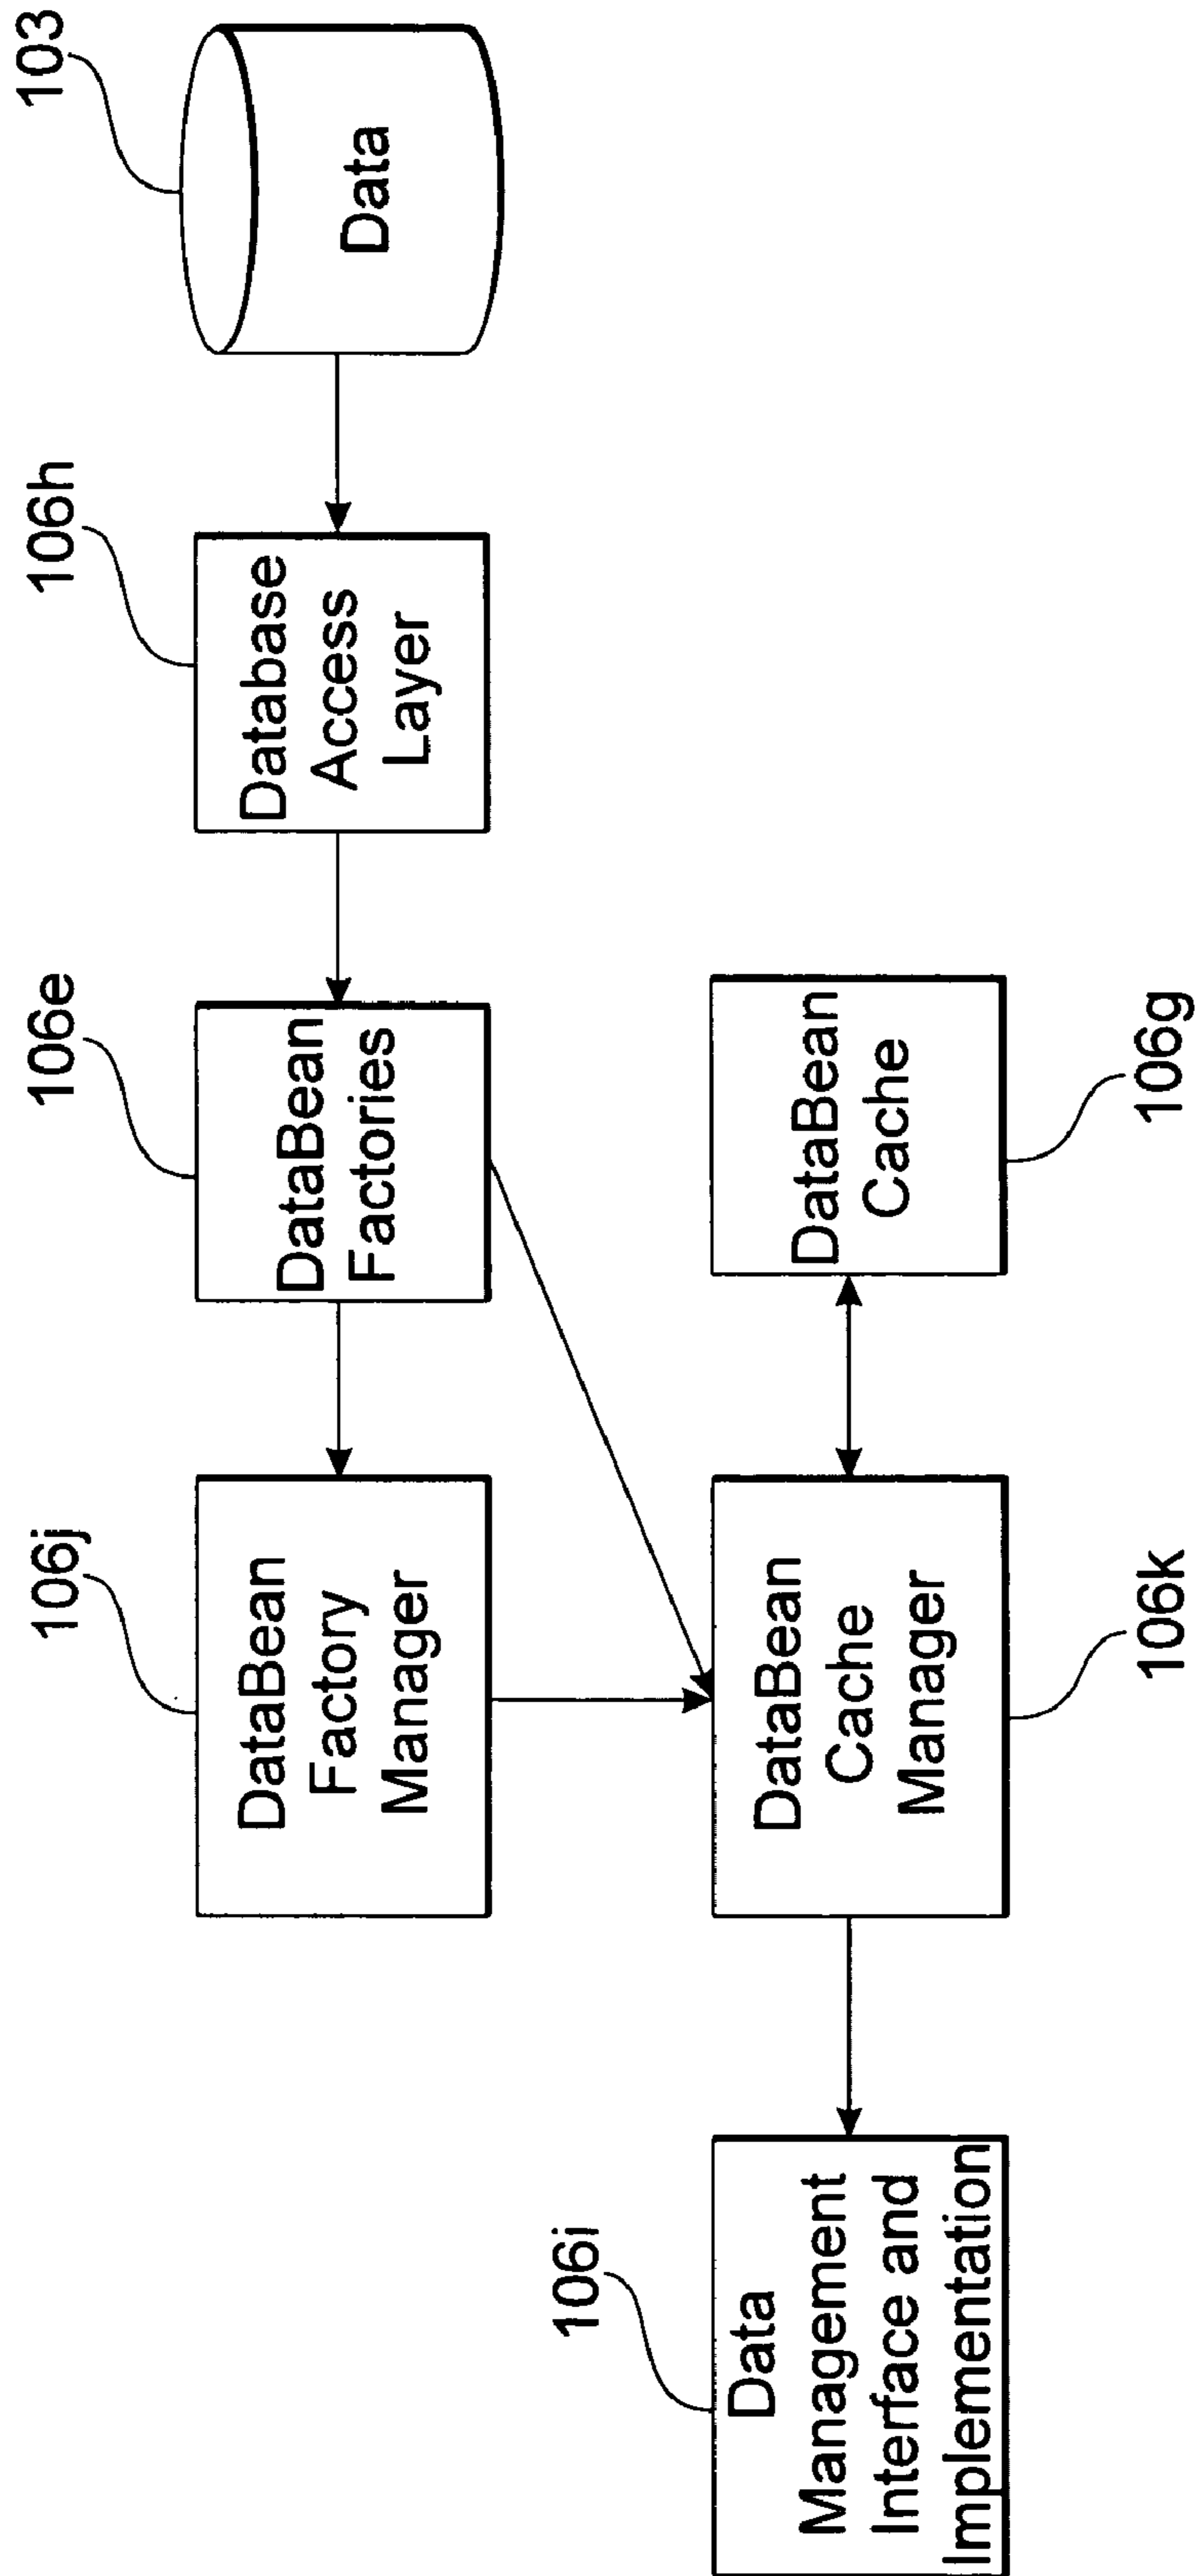 106j
106e
106h
103
DataBean
Factory
Manager
DataBean
Factories
Database
Access
Layer
Data
106i
Data
Management
Interface and
Implementation
DataBean
Cache
Manager
DataBean
Cache
106k
106g